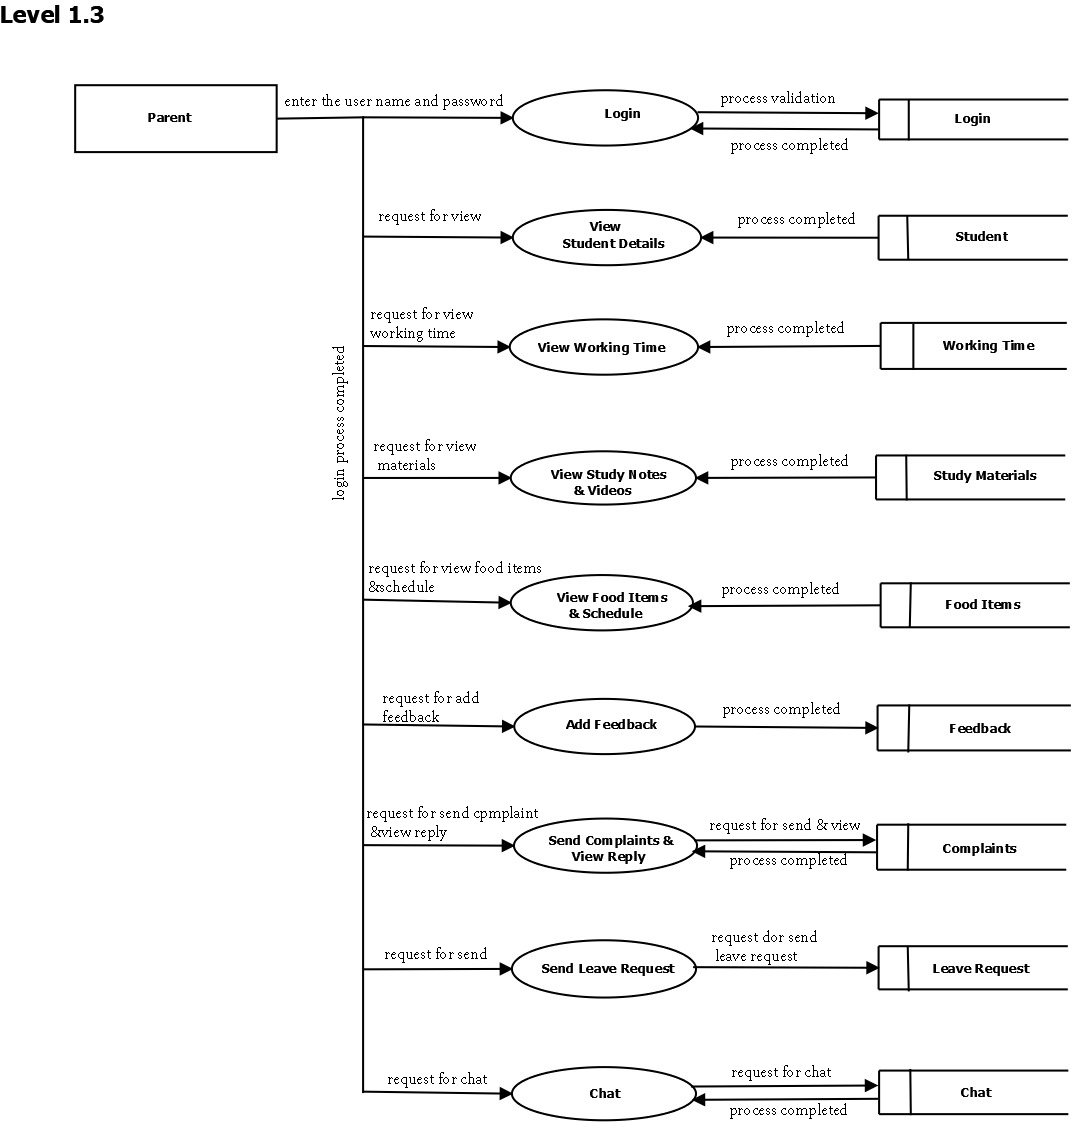 Level 1.3
Parent
enter the user name and password
Login
process validation
process completed
Login
request for view
View
Student Details
process completed
Student
request for view
working time
View Working Time
process completed
Working Time
login process completed
request for view
materials
View Study Notes
& Videos
process completed
Study Materials
request for view food items
&schedule
View Food Items
& Schedule
process completed
Food Items
request for add
feedback
Add Feedback
process completed
Feedback
request for send cpmplaint
&view reply
Send Complaints &
View Reply
request for send & view
process completed
Complaints
request for send
Send Leave Request
request dor send
leave request
Leave Request
request for chat
Chat
request for chat
process completed
Chat